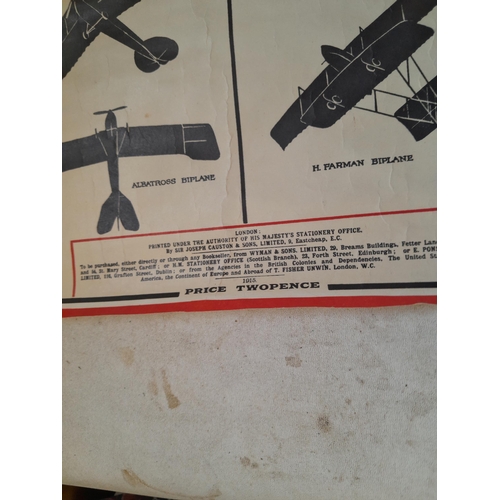 ALBATROSS BIPLANE
H. FARMAN BIPLANE
LONDON:
PRINTED UNDER THE AUTHORITY OF HIS MAJESTY'S STATIONERY OFFICE.
By SIR JOSEPH CAUSTON & SONS, LIMITED, 9, Eastcheap, E.C.
To be purchased, either directly or through any Bookseller, from WYMAN & SONS, LIMITED, 29, Breams Buildings, Fetter Lane
and 54, St. Mary Street, Cardiff; or H.M. STATIONERY OFFICE (Scottish Branch), 23, Forth Street, Edinburgh; or E. PONS
LIMITED, 116, Grafton Street, Dublin; or from the Agencies in the British Colonies and Dependencies, The United Stat
America, the Continent of Europe and Abroad of T. FISHER UNWIN, London, W.C.
1915.
PRICE TWOPENCE